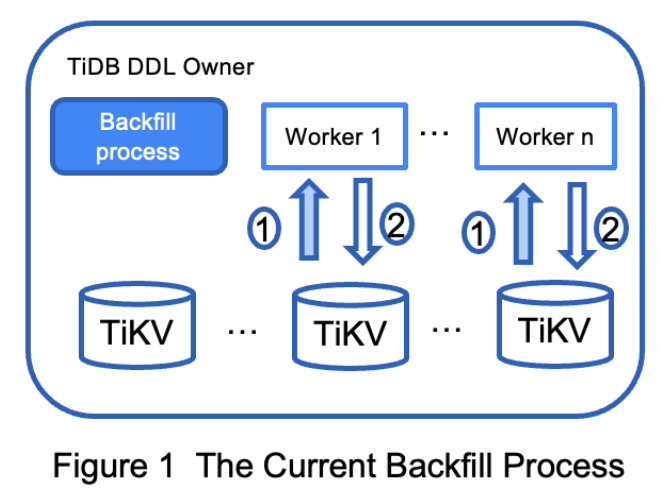 TiDB DDL Owner
Backfill
process
Worker 1
...
Worker n
1
2
1
2
TiKV
...
TiKV
...
TiKV
Figure 1 The Current Backfill Process